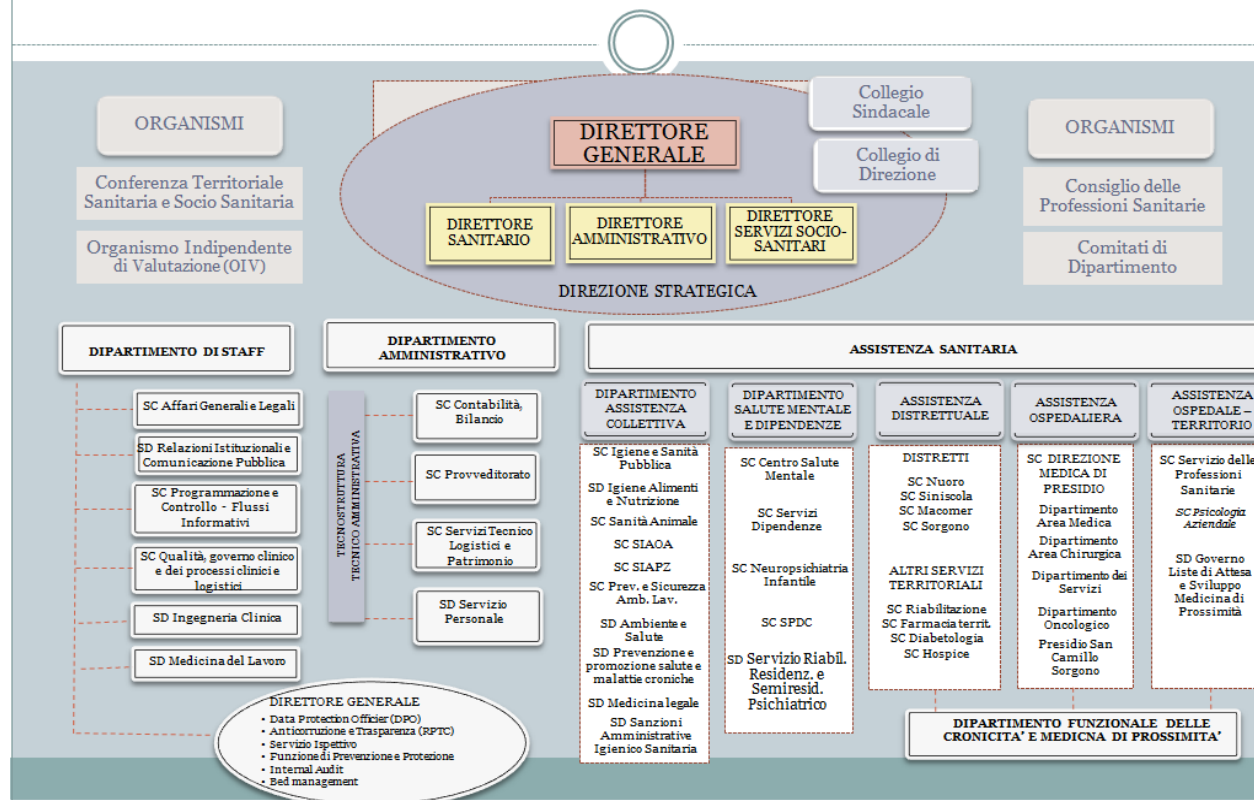 ORGANISMI
Conferenza Territoriale
Sanitaria e Socio Sanitaria
Organismo Indipendente
di Valutazione (OIV)
DIRETTORE
GENERALE
Collegio
Sindacale
Collegio di
Direzione
DIRETTORE
SANITARIO
DIRETTORE
AMMINISTRATIVO
DIRETTORE
SERVIZI SOCIO-
SANITARI
DIREZIONE STRATEGICA
ORGANISMI
Consiglio delle
Professioni Sanitarie
Comitati di
Dipartimento
DIPARTIMENTO DI STAFF
SC Affari Generali e Legali
SD Relazioni Istituzionali e
Comunicazione Pubblica
SC Programmazione e
Controllo - Flussi
Informativi
SC Qualità, governo clinico
e dei processi clinici e
logistici
SD Ingegneria Clinica
SD Medicina del Lavoro
DIRETTORE GENERALE
• Data Protection Officier (DPO)
• Anticorruzione e Trasparenza (RPTC)
• Servizio Ispettivo
• Funzione di Prevenzione e Protezione
• Internal Audit
• Bed management
DIPARTIMENTO
AMMINISTRATIVO
TECNOSTRUTTURA
TECNICO AMMINISTRATIVA
SC Contabilità,
Bilancio
SC Provveditorato
SC Servizi Tecnico
Logistici e
Patrimonio
SD Servizio
Personale
ASSISTENZA SANITARIA
DIPARTIMENTO
ASSISTENZA
COLLETTIVA
SC Igiene e Sanità
Pubblica
SD Igiene Alimenti
e Nutrizione
SC Sanità Animale
SC SIAOA
SC SIAPZ
SC Prev. e Sicurezza
Amb. Lav.
SD Ambiente e
Salute
SD Prevenzione e
promozione salute e
malattie croniche
SD Medicina legale
SD Sanzioni
Amministrative
Igienico Sanitaria
DIPARTIMENTO
SALUTE MENTALE
E DIPENDENZE
SC Centro Salute
Mentale
SC Servizi
Dipendenze
SC Neuropsichiatria
Infantile
SC SPDC
SD Servizio Riabil.
Residenz. e
Semiresid.
Psichiatrico
ASSISTENZA
DISTRETTUALE
DISTRETTI
SC Nuoro
SC Siniscola
SC Macomer
SC Sorgono
ALTRI SERVIZI
TERRITORIALI
SC Riabilitazione
SC Farmacia territ.
SC Diabetologia
SC Hospice
ASSISTENZA
OSPEDALIERA
SC DIREZIONE
MEDICA DI
PRESIDIO
Dipartimento
Area Medica
Dipartimento
Area Chirurgica
Dipartimento dei
Servizi
Dipartimento
Oncologico
Presidio San
Camillo
Sorgono
ASSISTENZA
OSPEDALE –
TERRITORIO
SC Servizio delle
Professioni
Sanitarie
SC Psicologia
Aziendale
SD Governo
Liste di Attesa
e Sviluppo
Medicina di
Prossimità
DIPARTIMENTO FUNZIONALE DELLE
CRONICITA' E MEDICNA DI PROSSIMITA'